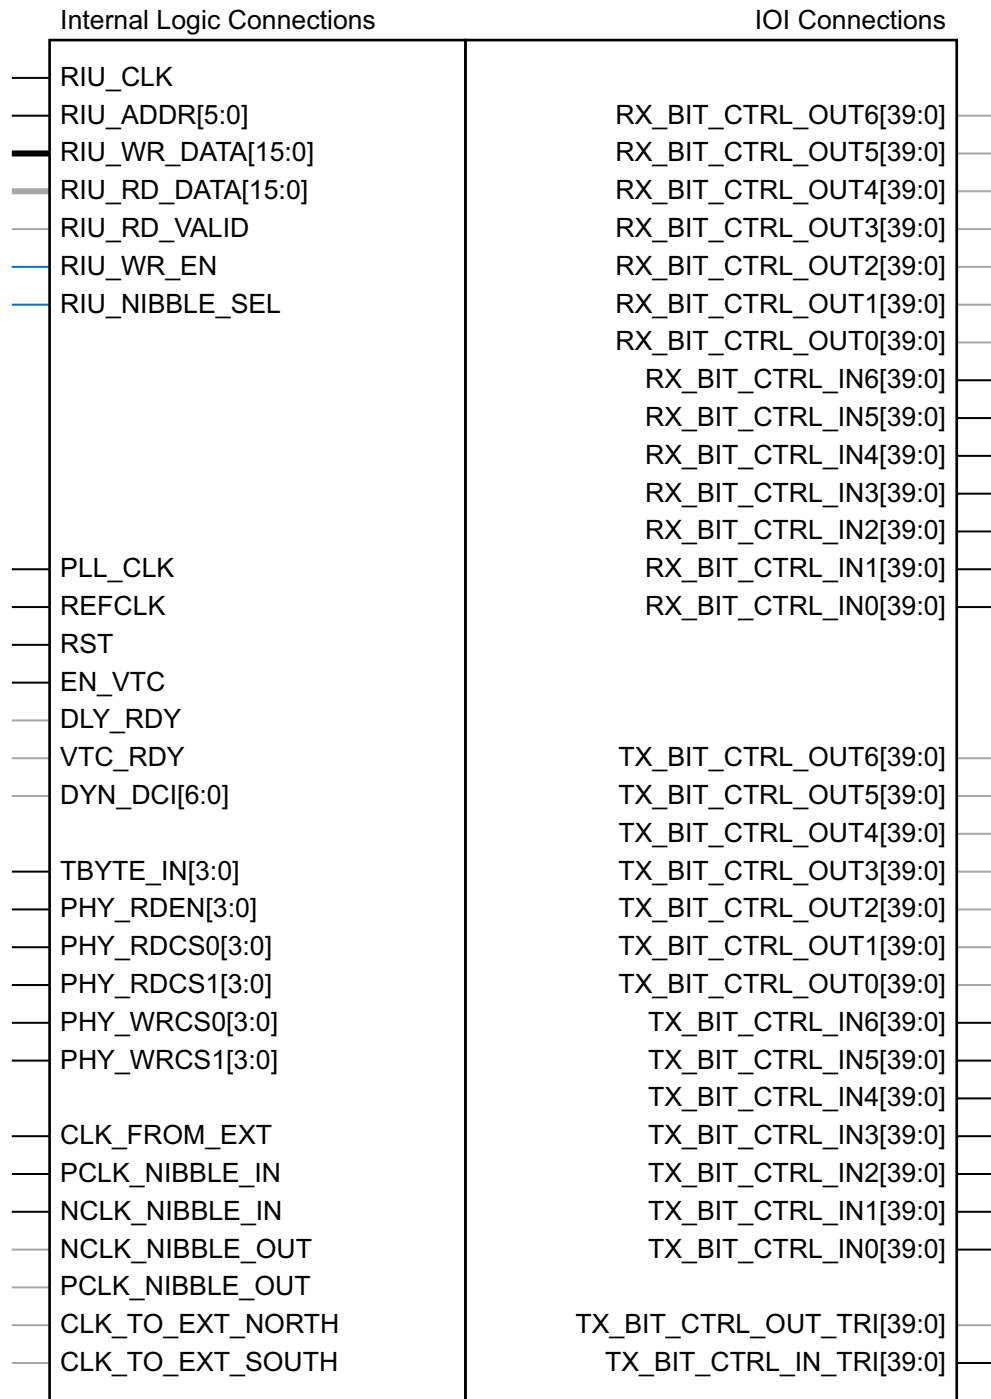 Internal Logic Connections
IOI Connections
RIU_CLK
RIU_ADDR[5:0]
RIU_WR_DATA[15:0]
RIU_RD_DATA[15:0]
RIU_RD_VALID
RIU_WR_EN
RIU_NIBBLE_SEL
PLL_CLK
REFCLK
RST
EN_VTC
DLY_RDY
VTC_RDY
DYN_DCI[6:0]
TBYTE_IN[3:0]
PHY_RDEN[3:0]
PHY_RDCS0[3:0]
PHY_RDCS1[3:0]
PHY_WRCS0[3:0]
PHY_WRCS1[3:0]
CLK_FROM_EXT
PCLK_NIBBLE_IN
NCLK_NIBBLE_IN
NCLK_NIBBLE_OUT
PCLK_NIBBLE_OUT
CLK_TO_EXT_NORTH
CLK_TO_EXT_SOUTH
RX_BIT_CTRL_OUT6[39:0]
RX_BIT_CTRL_OUT5[39:0]
RX_BIT_CTRL_OUT4[39:0]
RX_BIT_CTRL_OUT3[39:0]
RX_BIT_CTRL_OUT2[39:0]
RX_BIT_CTRL_OUT1[39:0]
RX_BIT_CTRL_OUT0[39:0]
RX_BIT_CTRL_IN6[39:0]
RX_BIT_CTRL_IN5[39:0]
RX_BIT_CTRL_IN4[39:0]
RX_BIT_CTRL_IN3[39:0]
RX_BIT_CTRL_IN2[39:0]
RX_BIT_CTRL_IN1[39:0]
RX_BIT_CTRL_IN0[39:0]
TX_BIT_CTRL_OUT6[39:0]
TX_BIT_CTRL_OUT5[39:0]
TX_BIT_CTRL_OUT4[39:0]
TX_BIT_CTRL_OUT3[39:0]
TX_BIT_CTRL_OUT2[39:0]
TX_BIT_CTRL_OUT1[39:0]
TX_BIT_CTRL_OUT0[39:0]
TX_BIT_CTRL_IN6[39:0]
TX_BIT_CTRL_IN5[39:0]
TX_BIT_CTRL_IN4[39:0]
TX_BIT_CTRL_IN3[39:0]
TX_BIT_CTRL_IN2[39:0]
TX_BIT_CTRL_IN1[39:0]
TX_BIT_CTRL_IN0[39:0]
TX_BIT_CTRL_OUT_TRI[39:0]
TX_BIT_CTRL_IN_TRI[39:0]